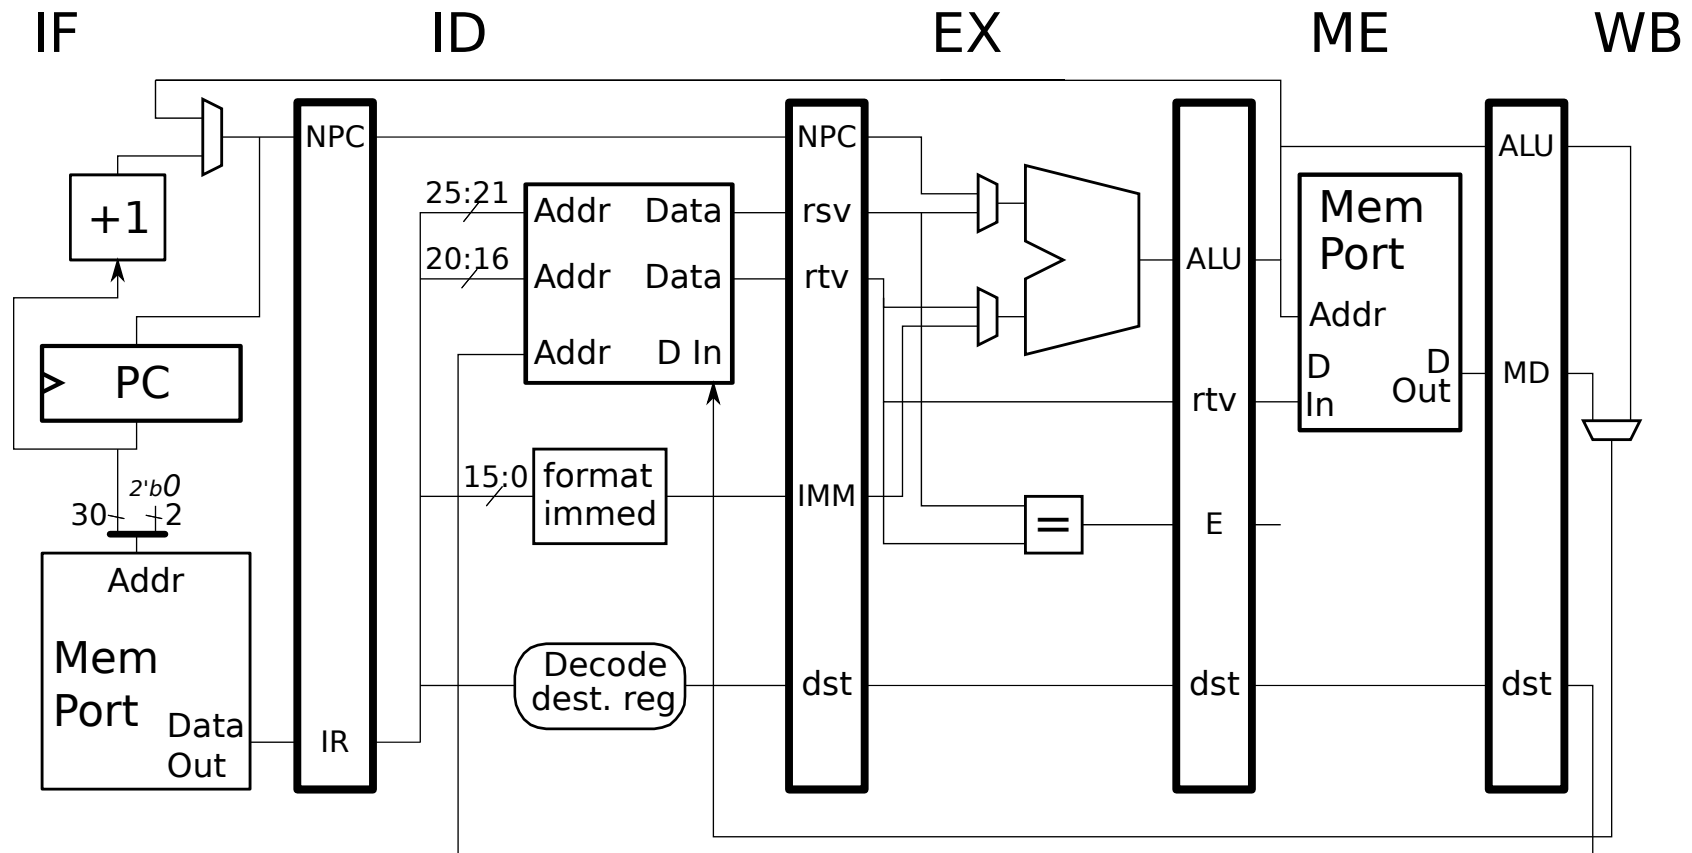 IF
ID
EX
ME
WB
+1
PC
30
2'b0
2
Addr
Mem
Port
Data
Out
NPC
IR
25:21
20:16
15:0
Addr
Data
Addr
Data
Addr
D In
format
immed
Decode
dest. reg
NPC
rsv
rtv
IMM
dst
=
ALU
rtv
E
dst
Mem
Port
Addr
D
In
D
Out
ALU
MD
dst